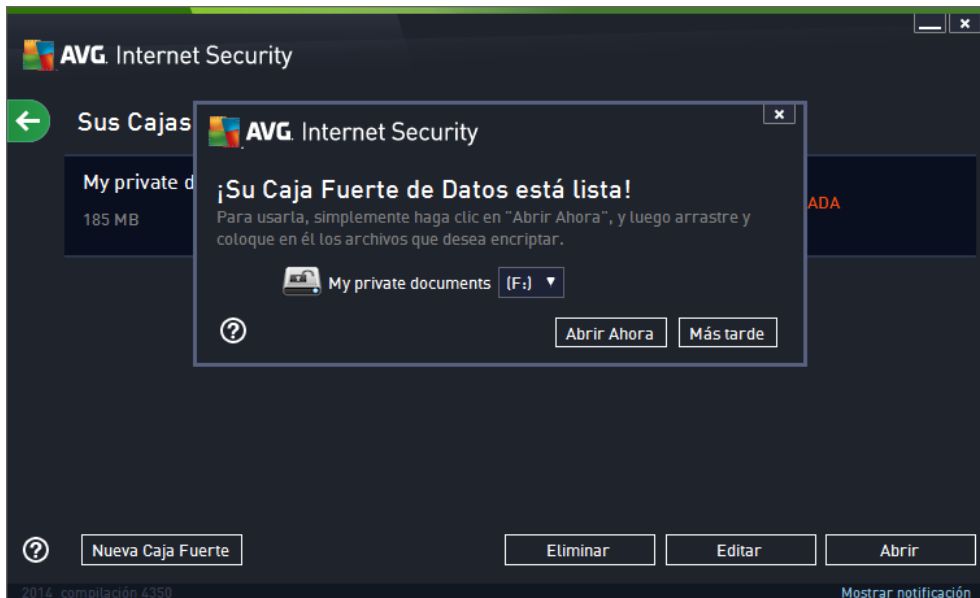 AVG. Internet Security
Sus Cajas
My private d
185 MB
ADA
AVG. Internet Security
¡Su Caja Fuerte de Datos está lista!
Para usarla, simplemente haga clic en "Abrir Ahora", y luego arrastre y
coloque en él los archivos que desea encriptar.
My private documents (F:)
Abrir Ahora Más tarde
Nueva Caja Fuerte Eliminar Editar Abrir
2014 compilación 4350 Mostrar notificación